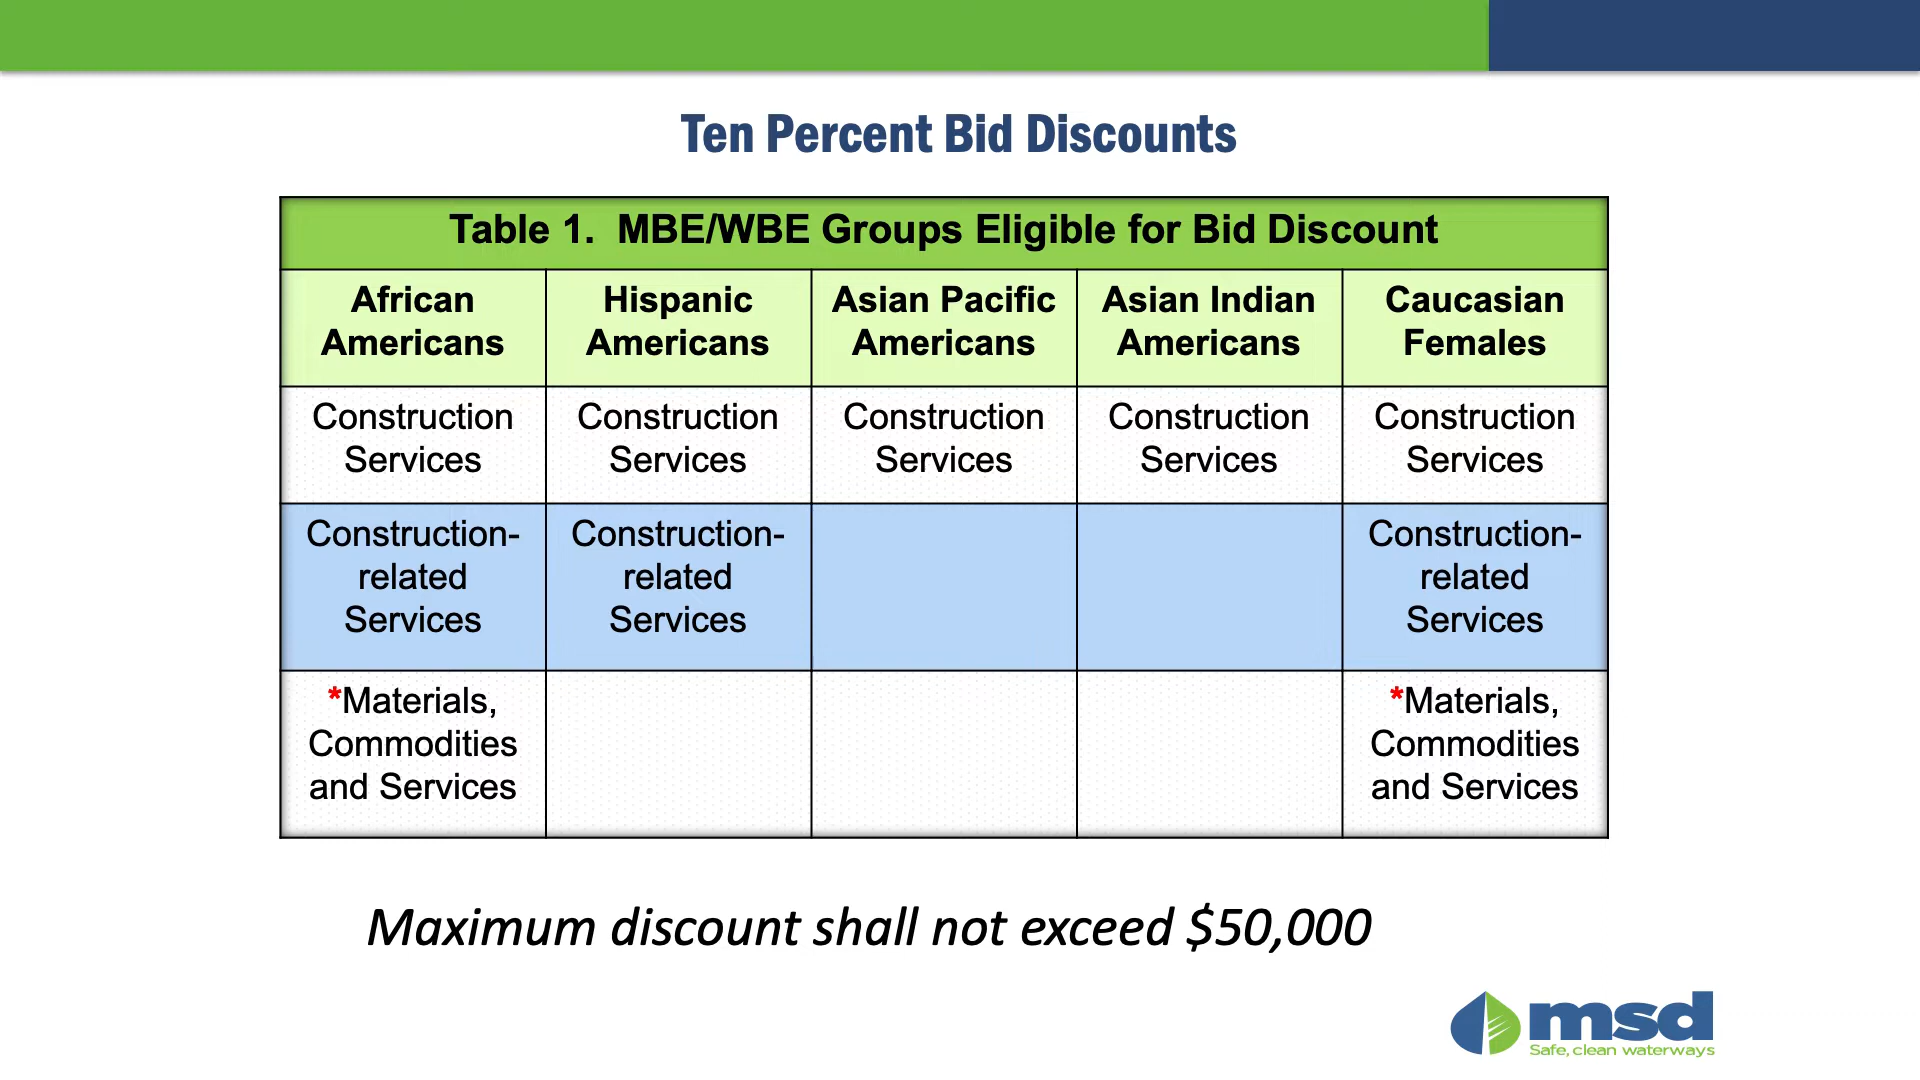 Ten Percent Bid Discounts
Table 1.  MBE/WBE Groups Eligible for Bid Discount
African
Americans
Hispanic
Americans
Asian Pacific
Americans
Asian Indian
Americans
Caucasian
Females
Construction
Services
Construction
Services
Construction
Services
Construction
Services
Construction
Services
Construction-
related
Services
Construction-
related
Services
Construction-
related
Services
*Materials,
Commodities
and Services
*Materials,
Commodities
and Services
Maximum discount shall not exceed $50,000
msd
Safe, clean waterways